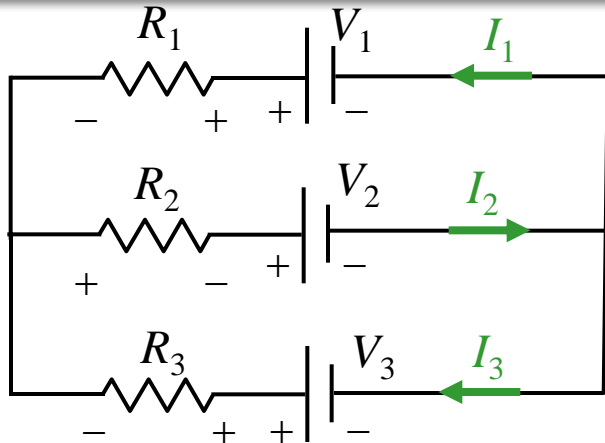 R₁ V₁ I₁
− + + −
R₂ V₂ I₂
+ − + −
R₃ V₃ I₃
− + + −